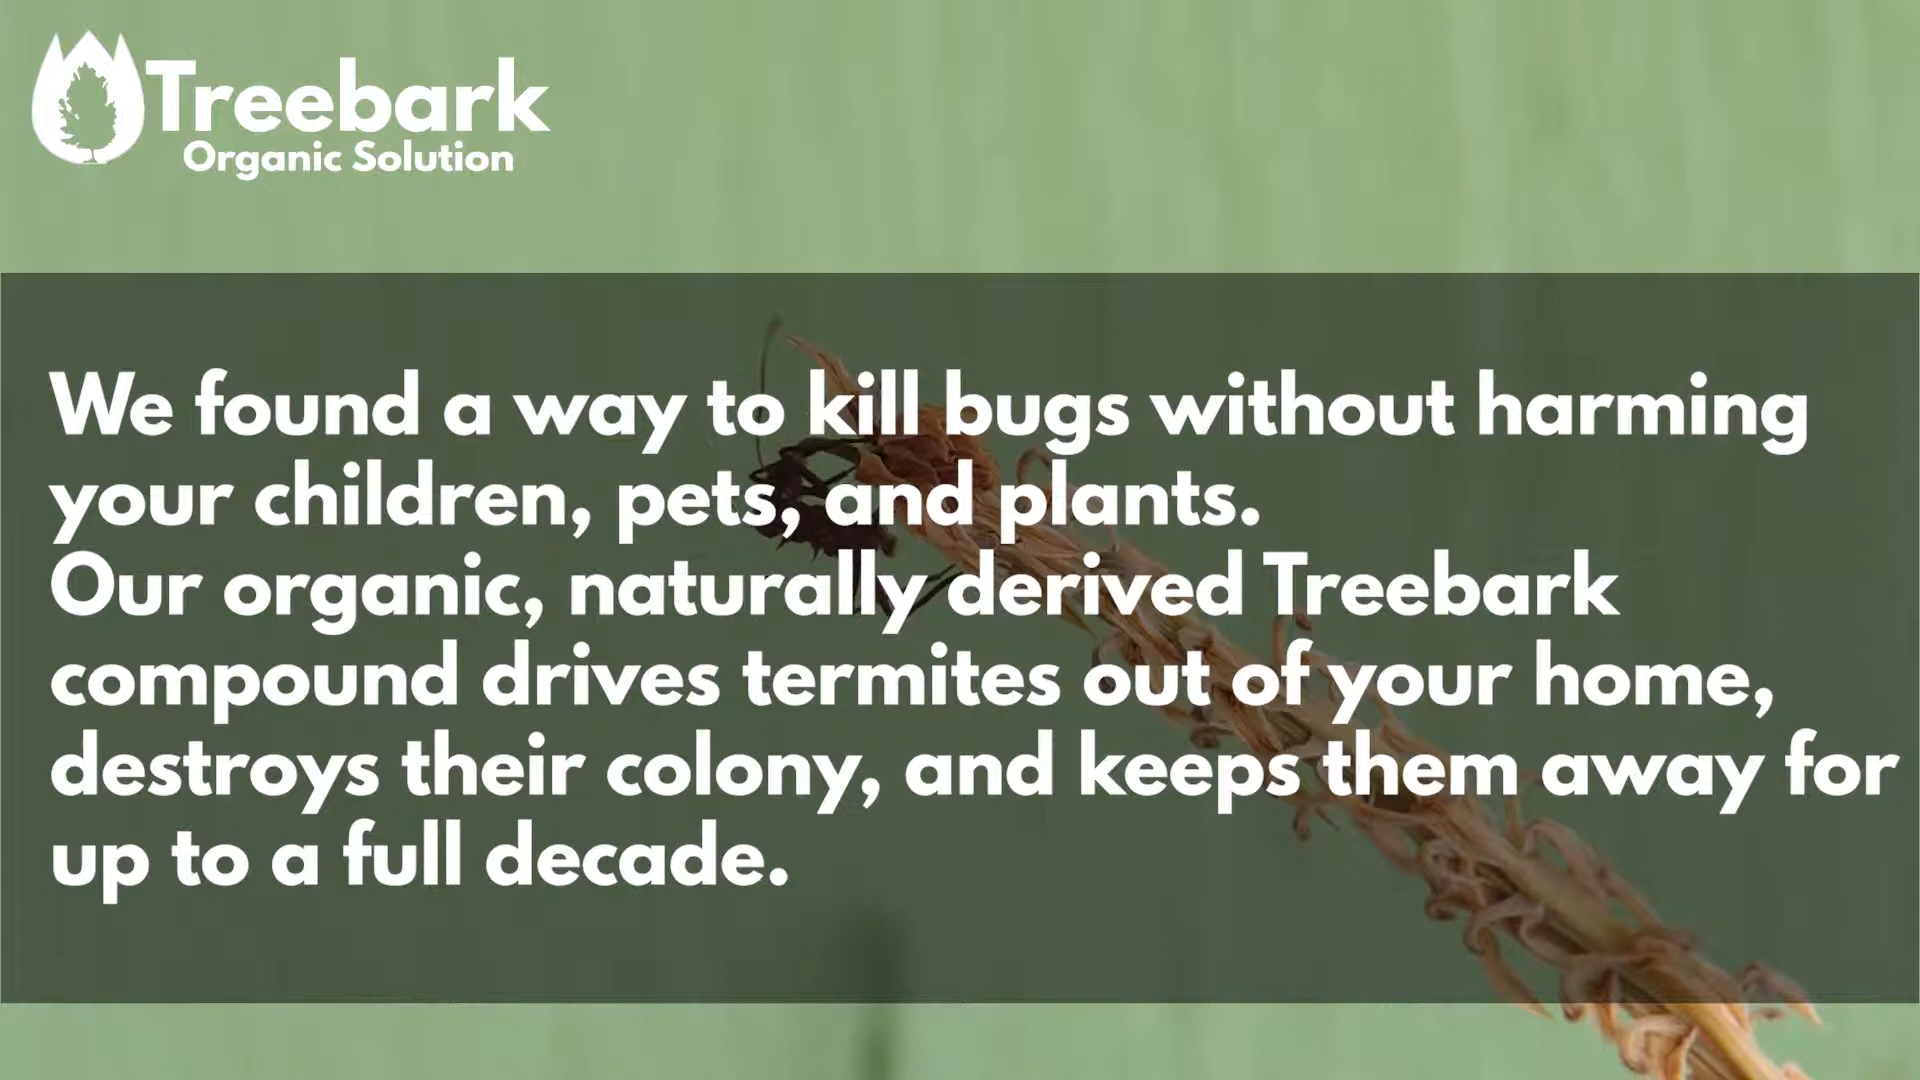 Treebark
Organic Solution
We found a way to kill bugs without harming
your children, pets, and plants.
Our organic, naturally derived Treebark
compound drives termites out of your home,
destroys their colony, and keeps them away for
up to a full decade.